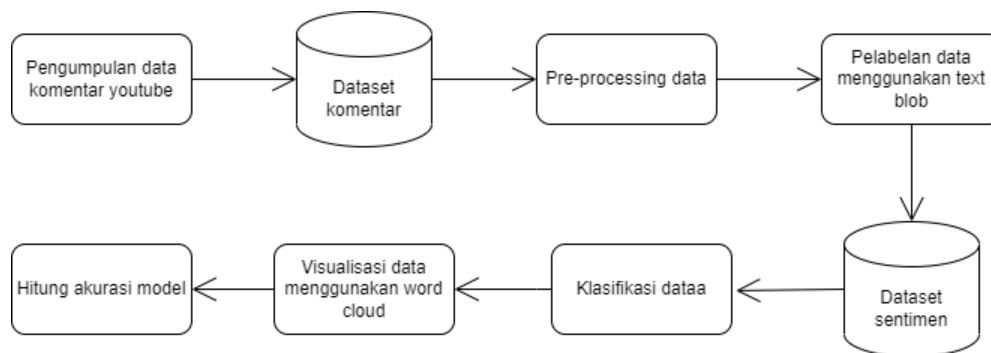 Pengumpulan data
komentar youtube
Dataset
komentar
Pre-processing data
Pelabelan data
menggunakan text
blob
Dataset
sentimen
Klasifikasi dataa
Visualisasi data
menggunakan word
cloud
Hitung akurasi model